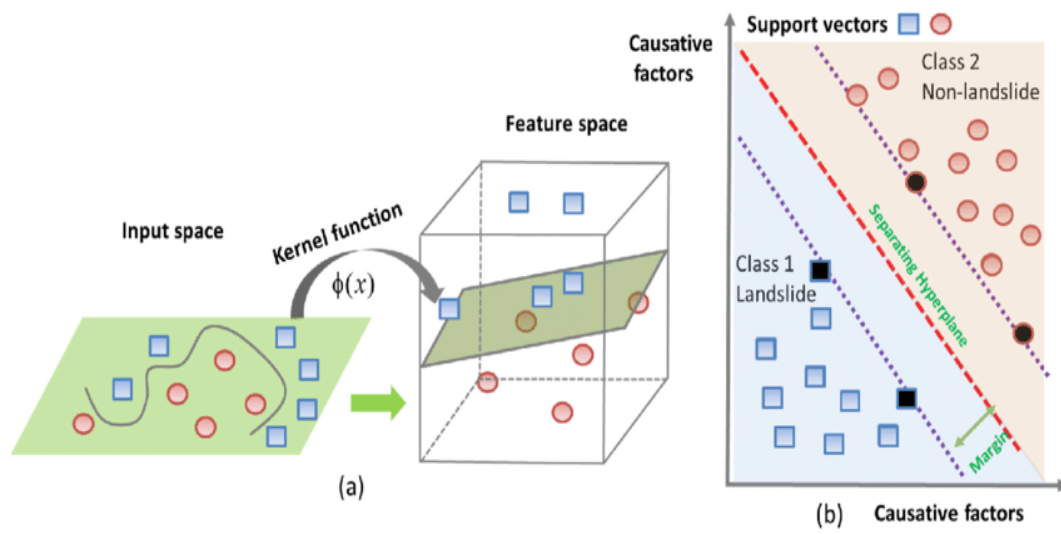 Input space
Kernel function
ϕ(x)
Feature space
(a)
Support vectors
Causative
factors
Class 2
Non-landslide
Separating Hyperplane
Class 1
Landslide
Margin
(b)
Causative factors